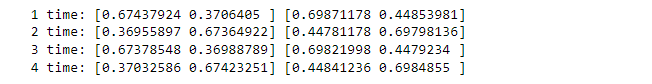 1 time: [0.67437924 0.3706405 ] [0.69871178 0.44853981]
2 time: [0.36955897 0.67364922] [0.44781178 0.69798136]
3 time: [0.67378548 0.36988789] [0.69821998 0.4479234 ]
4 time: [0.37032586 0.67423251] [0.44841236 0.6984855 ]